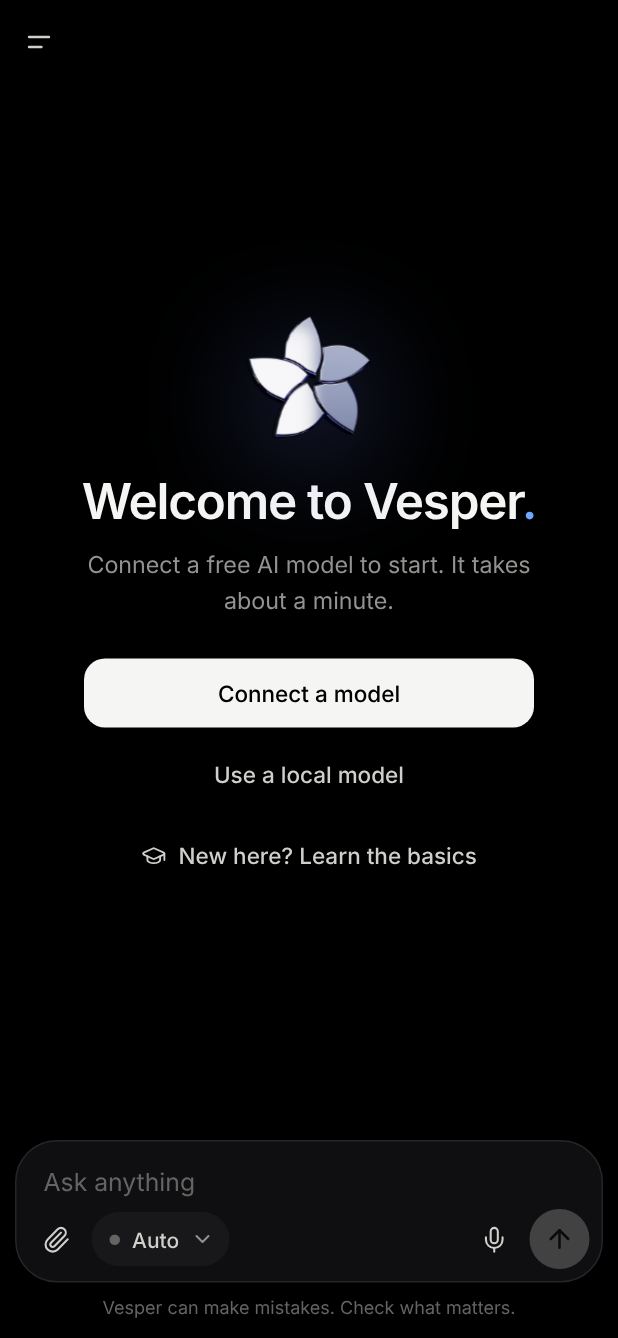 Welcome to Vesper.
Connect a free AI model to start. It takes
about a minute.
Connect a model
Use a local model
New here? Learn the basics
Ask anything
Auto
Vesper can make mistakes. Check what matters.